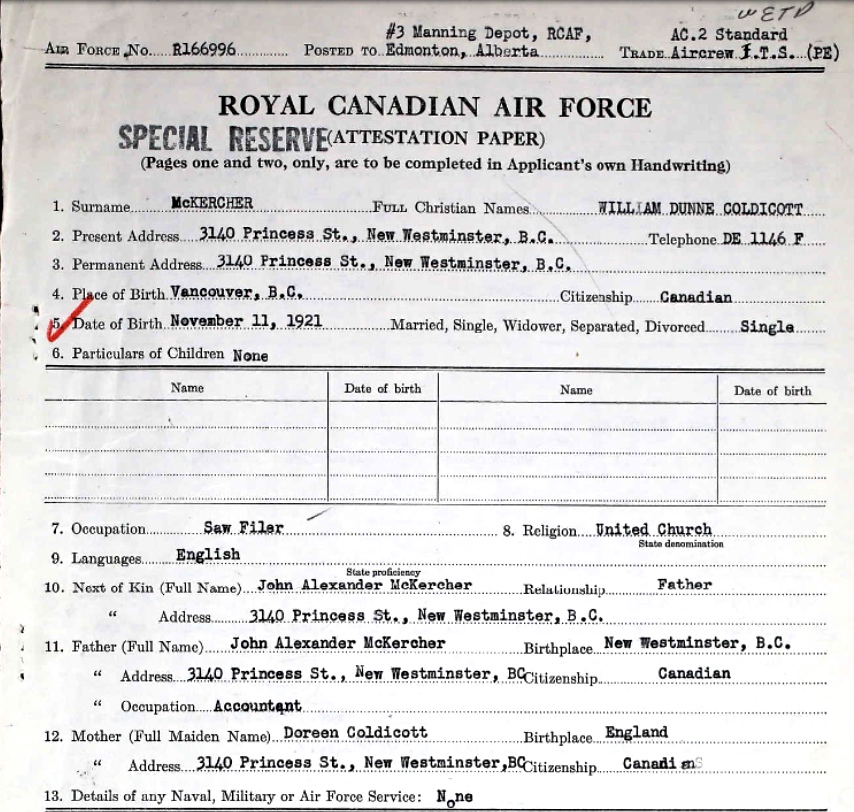 WETP
#3 Manning Depot, RCAF, AC.2 Standard
AIR FORCE No. R166996 POSTED TO Edmonton, Alberta TRADE Aircrew I.T.S. (PE)
ROYAL CANADIAN AIR FORCE
SPECIAL RESERVE (ATTESTATION PAPER)
(Pages one and two, only, are to be completed in Applicant's own Handwriting)
1. Surname McKERCHER FULL Christian Names WILLIAM DUNNE COLDICOTT
2. Present Address 3140 Princess St., New Westminster, B.C. Telephone DE 1146 F
3. Permanent Address 3140 Princess St., New Westminster, B.C.
4. Place of Birth Vancouver, B.C. Citizenship Canadian
5. Date of Birth November 11, 1921 Married, Single, Widower, Separated, Divorced Single
6. Particulars of Children None
Name Date of birth Name Date of birth
7. Occupation Saw Filer 8. Religion United Church
State denomination
9. Languages English
State proficiency
10. Next of Kin (Full Name) John Alexander McKercher Relationship Father
" Address 3140 Princess St., New Westminster, B.C.
11. Father (Full Name) John Alexander McKercher Birthplace New Westminster, B.C.
" Address 3140 Princess St., New Westminster, BC Citizenship Canadian
" Occupation Accountant
12. Mother (Full Maiden Name) Doreen Coldicott Birthplace England
" Address 3140 Princess St., New Westminster, BC Citizenship Canadian
13. Details of any Naval, Military or Air Force Service: None